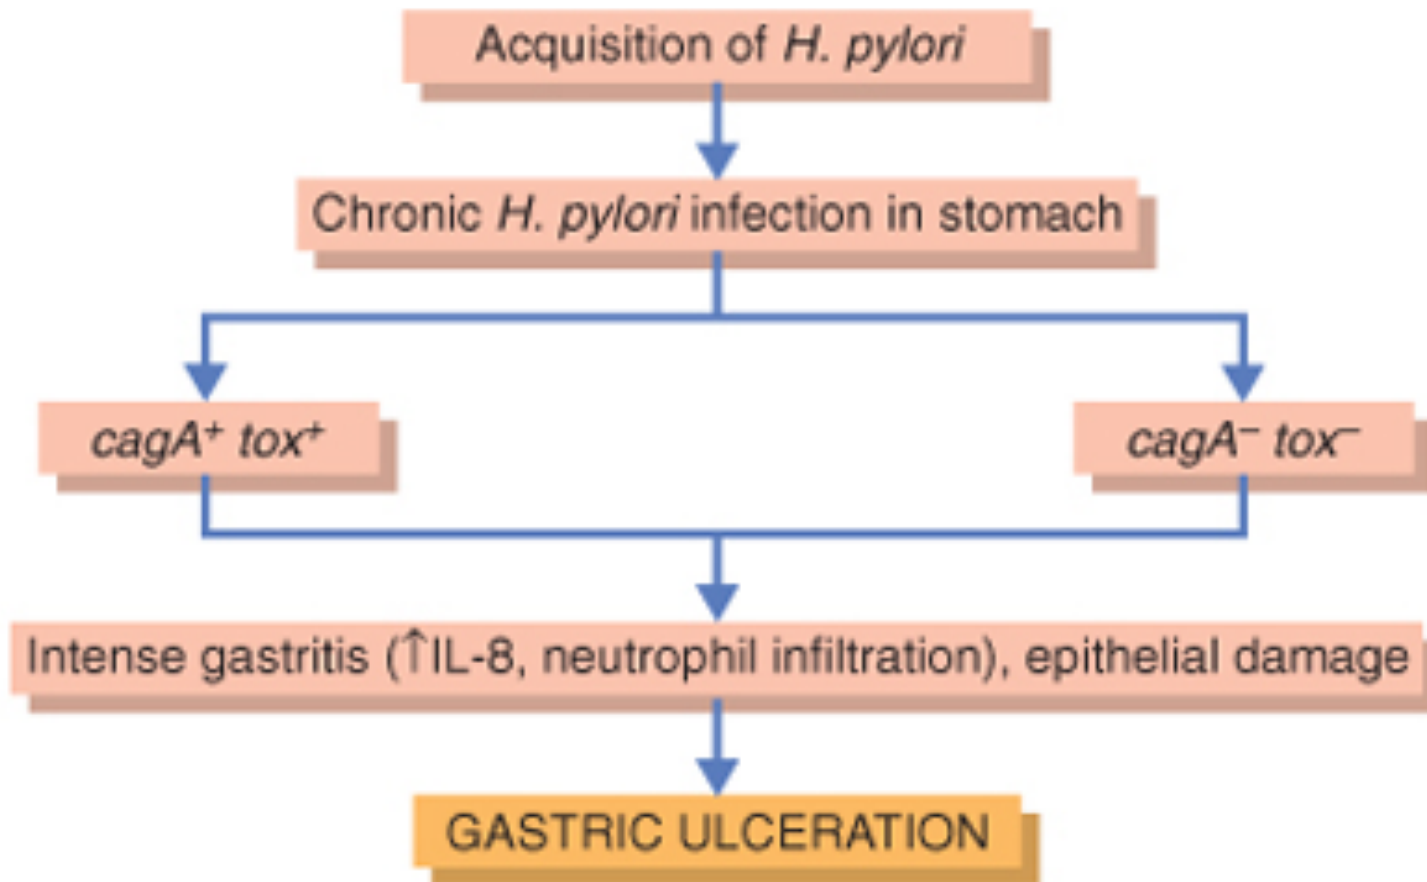 Acquisition of H. pylori
Chronic H. pylori infection in stomach
cagA⁺ tox⁺
cagA⁻ tox⁻
Intense gastritis (↑IL-8, neutrophil infiltration), epithelial damage
GASTRIC ULCERATION